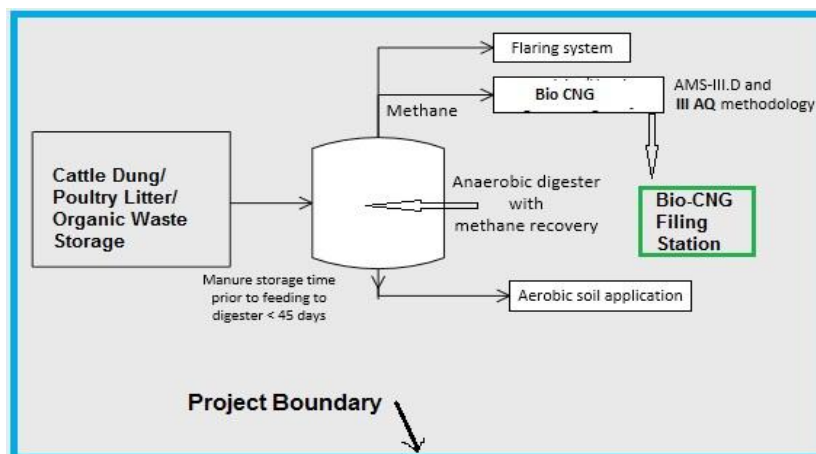 Flaring system
Bio CNG
AMS-III.D and
III AQ methodology
Methane
Cattle Dung/
Poultry Litter/
Organic Waste
Storage
Anaerobic digester
with
methane recovery
Bio-CNG
Filing
Station
Manure storage time
prior to feeding to
digester < 45 days
Aerobic soil application
Project Boundary